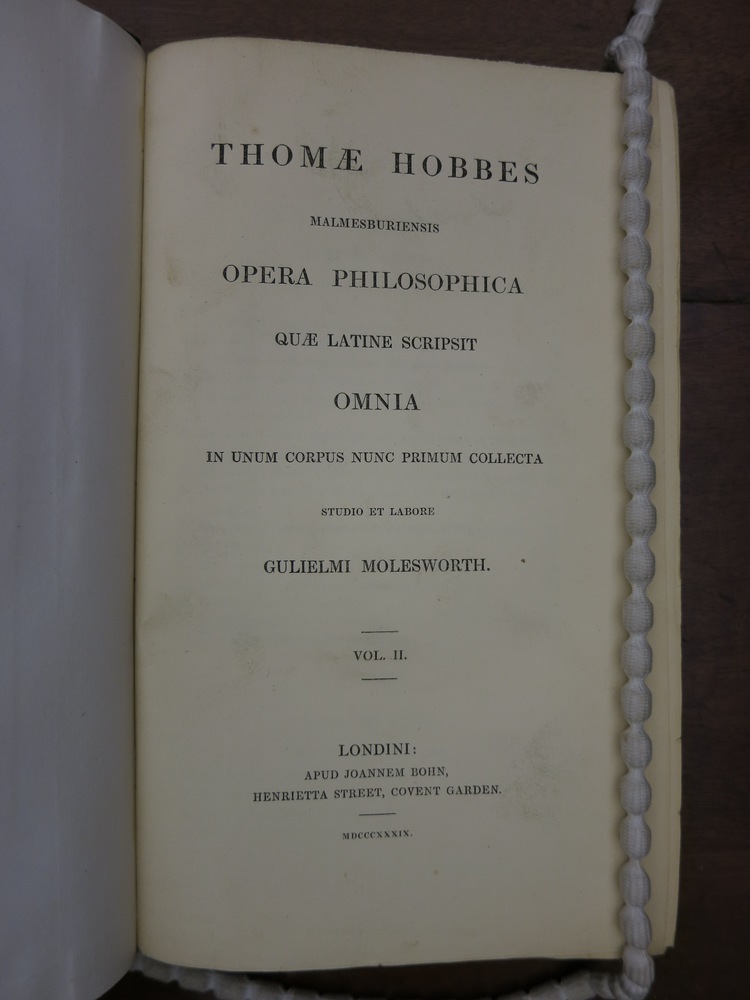 THOMÆ HOBBES
MALMESBURIENSIS
OPERA PHILOSOPHICA
QUÆ LATINE SCRIPSIT
OMNIA
IN UNUM CORPUS NUNC PRIMUM COLLECTA
STUDIO ET LABORE
GULIELMI MOLESWORTH.
VOL. II.
LONDINI:
APUD JOANNEM BOHN,
HENRIETTA STREET, COVENT GARDEN.
MDCCCXXXIX.